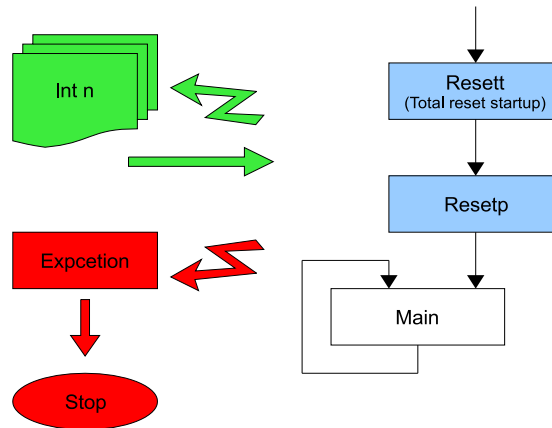 Int n
Resett
(Total reset startup)
Resetp
Expcetion
Main
Stop